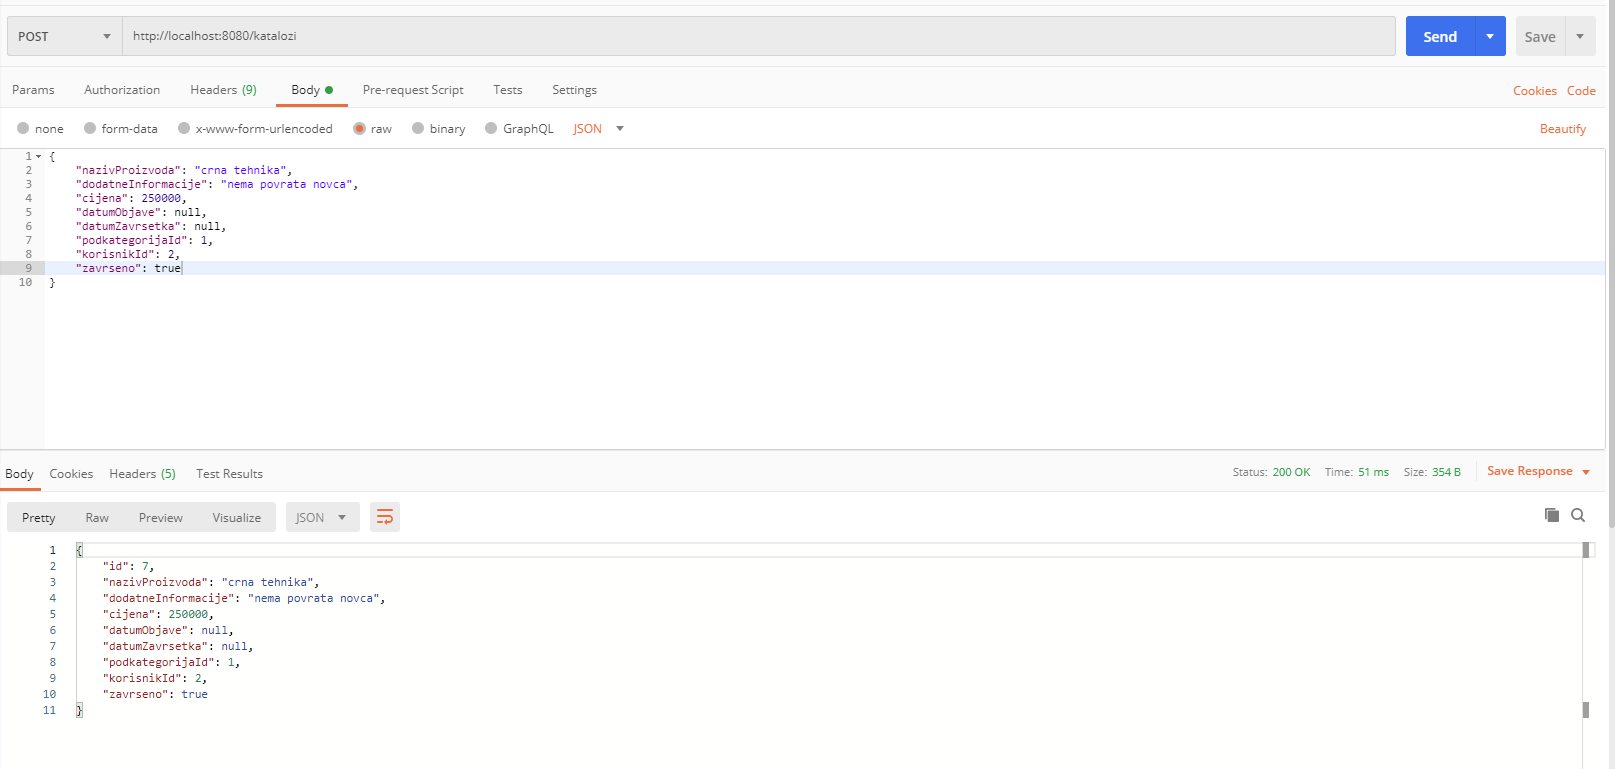 POST http://localhost:8080/katalozi Send Save
Params Authorization Headers (9) Body Pre-request Script Tests Settings Cookies Code
none form-data x-www-form-urlencoded raw binary GraphQL JSON Beautify
1 {
2 "nazivProizvoda": "crna tehnika",
3 "dodatneInformacije": "nema povrata novca",
4 "cijena": 250000,
5 "datumObjave": null,
6 "datumZavrsetka": null,
7 "podkategorijaId": 1,
8 "korisnikId": 2,
9 "zavrseno": true
10 }
Body Cookies Headers (5) Test Results Status: 200 OK Time: 51 ms Size: 354 B Save Response
Pretty Raw Preview Visualize JSON
1 {
2 "id": 7,
3 "nazivProizvoda": "crna tehnika",
4 "dodatneInformacije": "nema povrata novca",
5 "cijena": 250000,
6 "datumObjave": null,
7 "datumZavrsetka": null,
8 "podkategorijaId": 1,
9 "korisnikId": 2,
10 "zavrseno": true
11 }